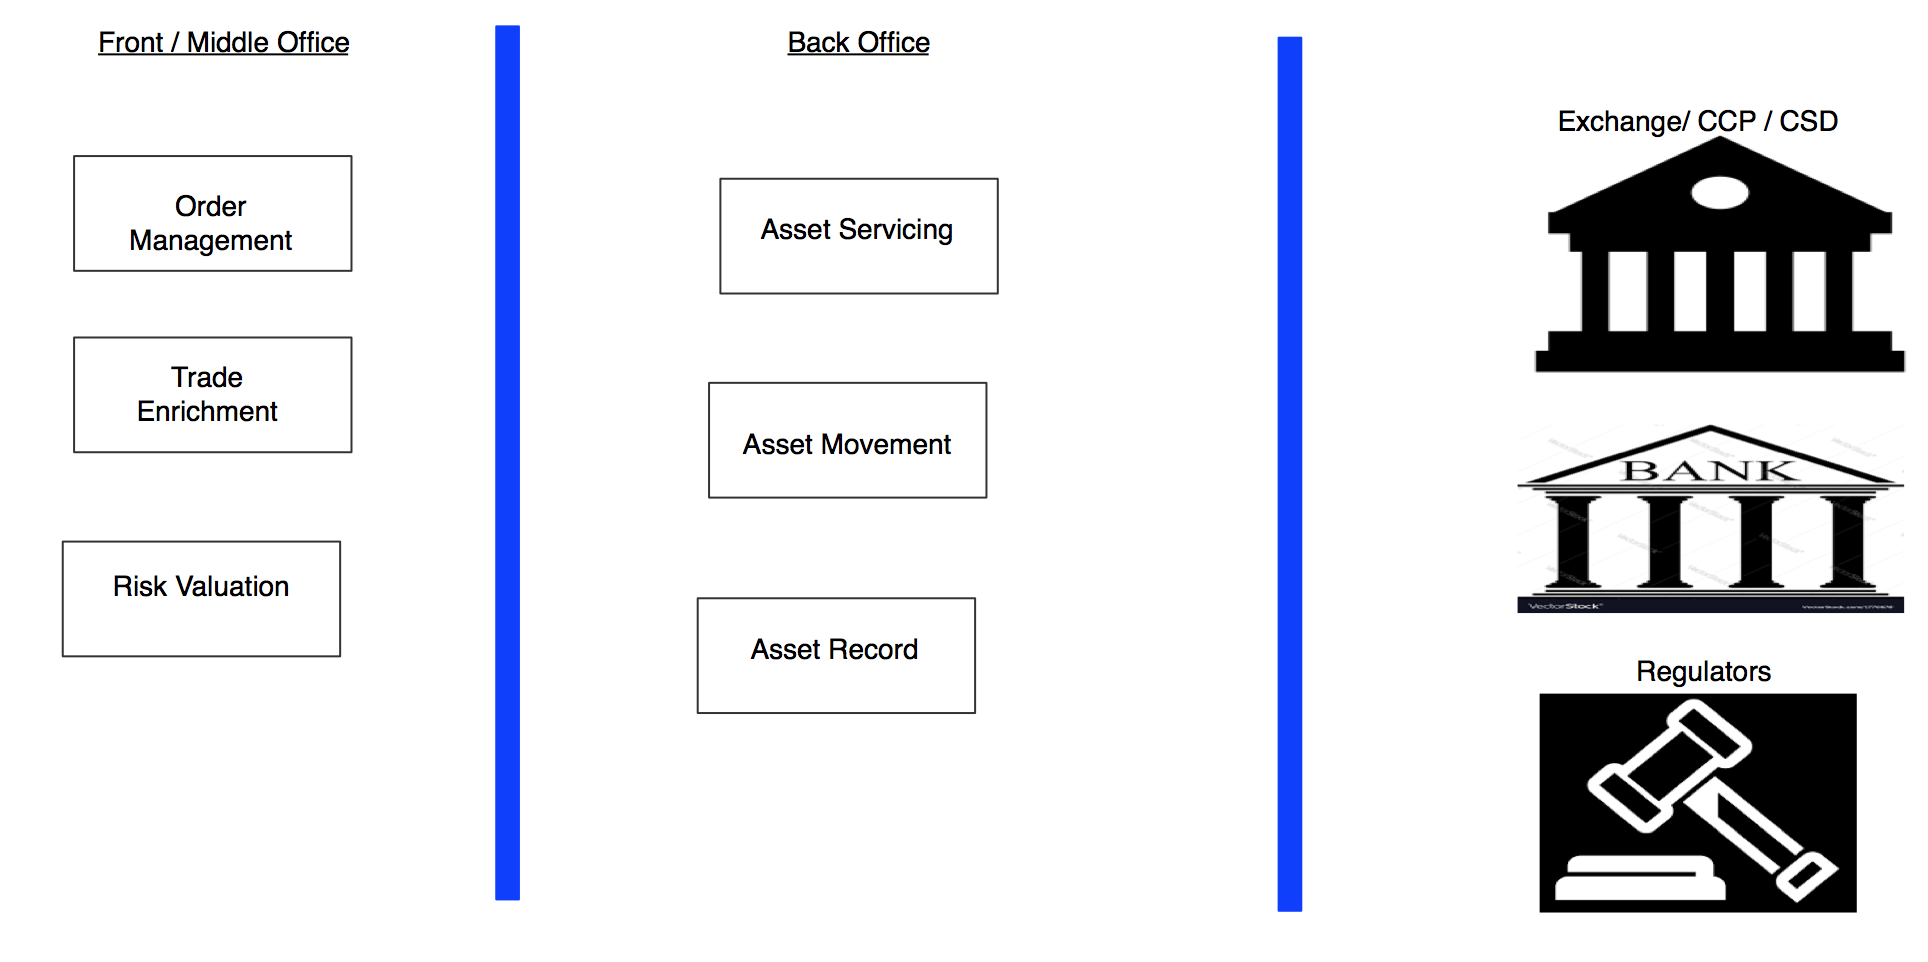 Front / Middle Office
Back Office
Exchange/ CCP / CSD
Order
Management
Asset Servicing
Trade
Enrichment
Asset Movement
BANK
Risk Valuation
Asset Record
VectorStock®
Regulators